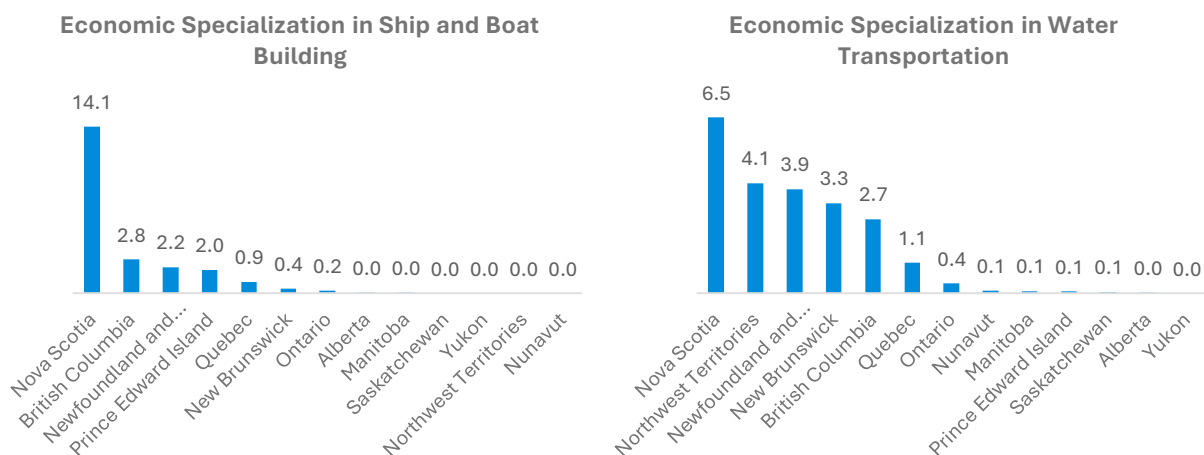 Economic Specialization in Ship and Boat
Building
14.1
2.8
2.2
2.0
0.9
0.4
0.2
0.0
0.0
0.0
0.0
0.0
0.0
Nova Scotia
British Columbia
Newfoundland and...
Prince Edward Island
Quebec
New Brunswick
Ontario
Alberta
Manitoba
Saskatchewan
Yukon
Northwest Territories
Nunavut
Economic Specialization in Water
Transportation
6.5
4.1
3.9
3.3
2.7
1.1
0.4
0.1
0.1
0.1
0.1
0.0
0.0
Nova Scotia
Northwest Territories
Newfoundland and...
New Brunswick
British Columbia
Quebec
Ontario
Nunavut
Manitoba
Prince Edward Island
Saskatchewan
Alberta
Yukon